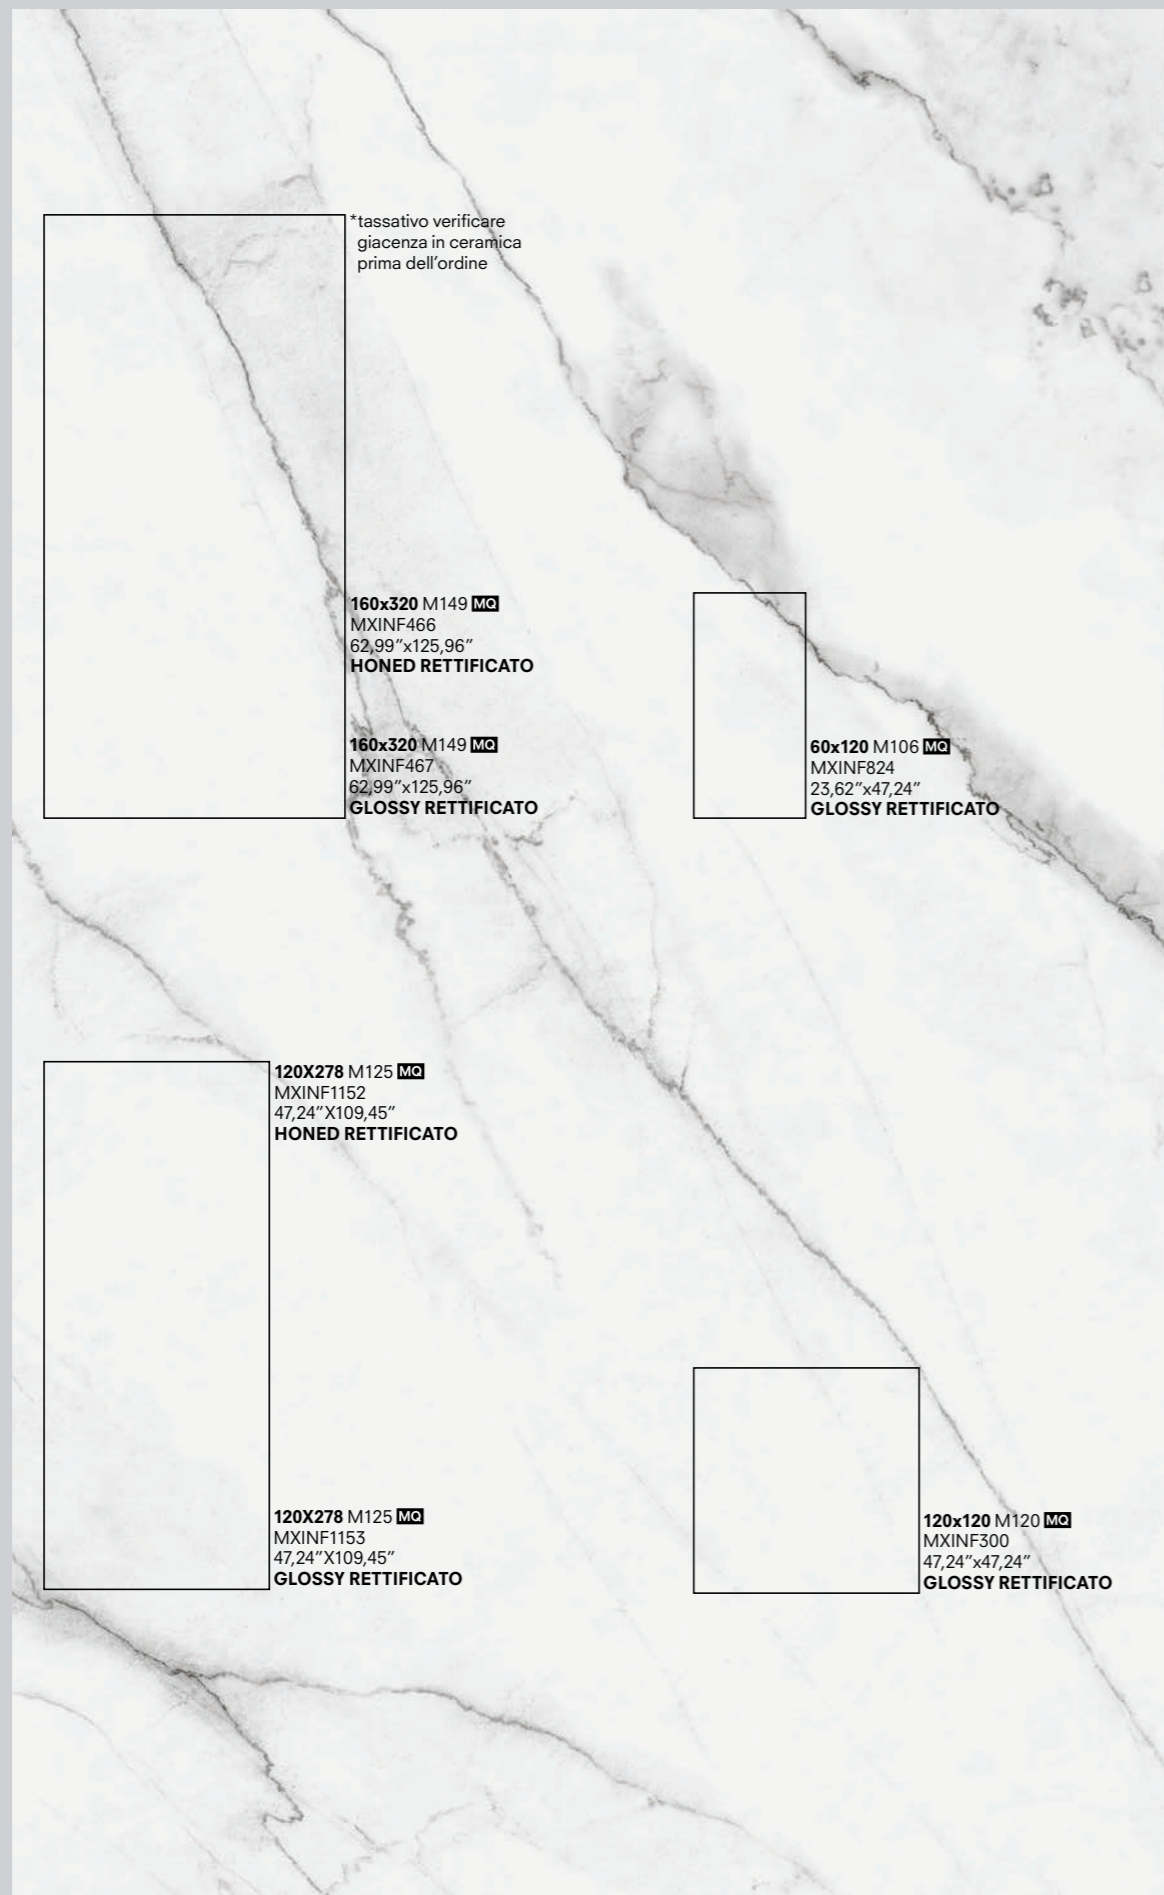 *tassativo verificare
giacenza in ceramica
prima dell’ordine
160x320 M149 MQ
MXINF466
62,99”x125,96”
HONED RETTIFICATO
160x320 M149 MQ
MXINF467
62,99”x125,96”
GLOSSY RETTIFICATO
60x120 M106 MQ
MXINF824
23,62”x47,24”
GLOSSY RETTIFICATO
120X278 M125 MQ
MXINF1152
47,24”X109,45”
HONED RETTIFICATO
120X278 M125 MQ
MXINF1153
47,24”X109,45”
GLOSSY RETTIFICATO
120x120 M120 MQ
MXINF300
47,24”x47,24”
GLOSSY RETTIFICATO